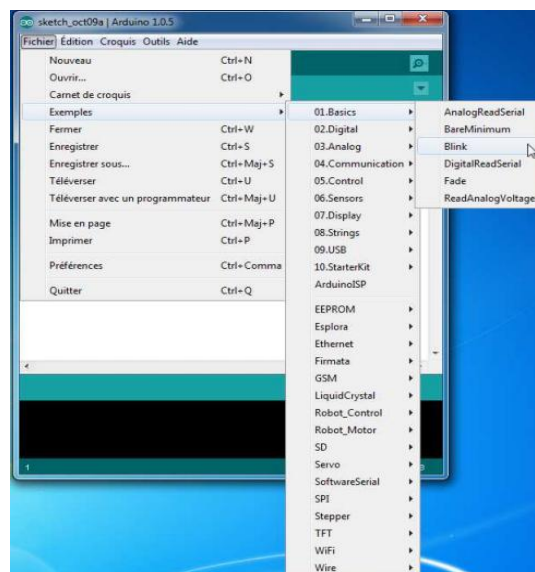 sketch_oct09a | Arduino 1.0.5
Fichier Édition Croquis Outils Aide
Nouveau Ctrl+N
Ouvrir... Ctrl+O
Carnet de croquis
Exemples
Fermer Ctrl+W
Enregistrer Ctrl+S
Enregistrer sous... Ctrl+Maj+S
Téléverser Ctrl+U
Téléverser avec un programmateur Ctrl+Maj+U
Mise en page Ctrl+Maj+P
Imprimer Ctrl+P
Préférences Ctrl+Comma
Quitter Ctrl+Q
01.Basics
02.Digital
03.Analog
04.Communication
05.Control
06.Sensors
07.Display
08.Strings
09.USB
10.StarterKit
ArduinoISP
EEPROM
Esplora
Ethernet
Firmata
GSM
LiquidCrystal
Robot_Control
Robot_Motor
SD
Servo
SoftwareSerial
SPI
Stepper
TFT
WiFi
Wire
AnalogReadSerial
BareMinimum
Blink
DigitalReadSerial
Fade
ReadAnalogVoltage
1